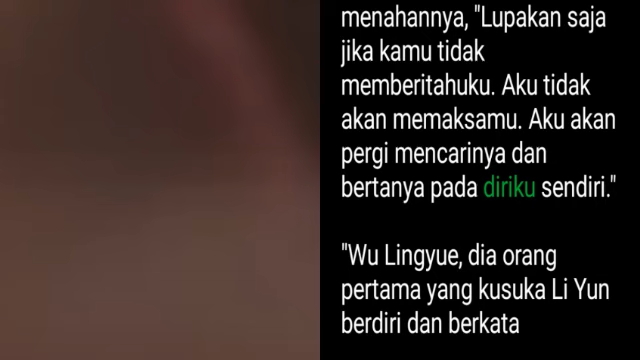 menahannya, "Lupakan saja
jika kamu tidak
memberitahuku. Aku tidak
akan memaksamu. Aku akan
pergi mencarinya dan
bertanya pada diriku sendiri."
"Wu Lingyue, dia orang
pertama yang kusuka Li Yun
berdiri dan berkata